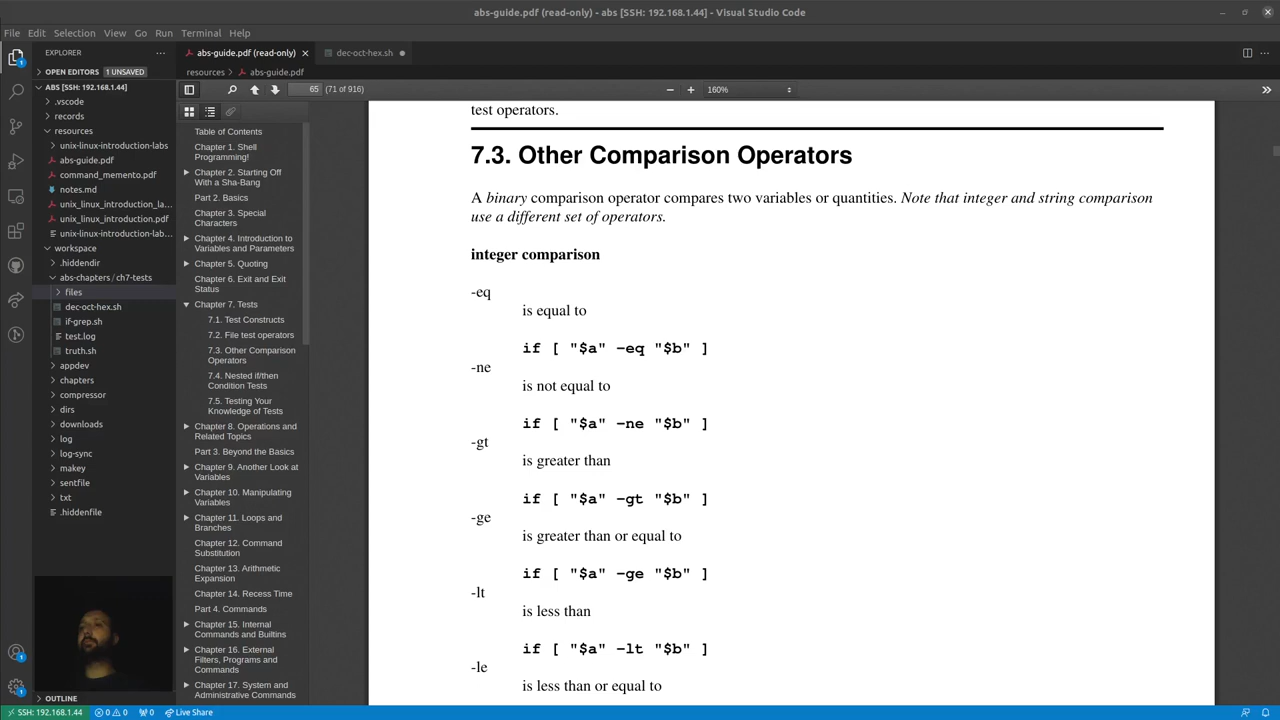 abs-guide.pdf (read-only) - abs [SSH: 192.168.1.44] - Visual Studio Code
File Edit Selection View Go Run Terminal Help
EXPLORER
OPEN EDITORS 1 UNSAVED
ABS [SSH: 192.168.1.44]
.vscode
records
resources
unix-linux-introduction-labs
abs-guide.pdf
command_memento.pdf
notes.md
unix_linux_introduction_la...
unix_linux_introduction.pdf
unix-linux-introduction-lab...
workspace
.hiddendir
abs-chapters / ch7-tests
files
dec-oct-hex.sh
if-grep.sh
test.log
truth.sh
appdev
chapters
compressor
dirs
downloads
log
log-sync
makey
sentfile
txt
.hiddenfile
OUTLINE
abs-guide.pdf (read-only)
dec-oct-hex.sh
resources > abs-guide.pdf
65 (71 of 916)
160%
Table of Contents
Chapter 1. Shell
Programming!
Chapter 2. Starting Off
With a Sha-Bang
Part 2. Basics
Chapter 3. Special
Characters
Chapter 4. Introduction to
Variables and Parameters
Chapter 5. Quoting
Chapter 6. Exit and Exit
Status
Chapter 7. Tests
7.1. Test Constructs
7.2. File test operators
7.3. Other Comparison
Operators
7.4. Nested if/then
Condition Tests
7.5. Testing Your
Knowledge of Tests
Chapter 8. Operations and
Related Topics
Part 3. Beyond the Basics
Chapter 9. Another Look at
Variables
Chapter 10. Manipulating
Variables
Chapter 11. Loops and
Branches
Chapter 12. Command
Substitution
Chapter 13. Arithmetic
Expansion
Chapter 14. Recess Time
Part 4. Commands
Chapter 15. Internal
Commands and Builtins
Chapter 16. External
Filters, Programs and
Commands
Chapter 17. System and
Administrative Commands
test operators.
7.3. Other Comparison Operators
A binary comparison operator compares two variables or quantities. Note that integer and string comparison
use a different set of operators.
integer comparison
-eq
is equal to
if [ "$a" -eq "$b" ]
-ne
is not equal to
if [ "$a" -ne "$b" ]
-gt
is greater than
if [ "$a" -gt "$b" ]
-ge
is greater than or equal to
if [ "$a" -ge "$b" ]
-lt
is less than
if [ "$a" -lt "$b" ]
-le
is less than or equal to
SSH: 192.168.1.44 0 0 0 Live Share